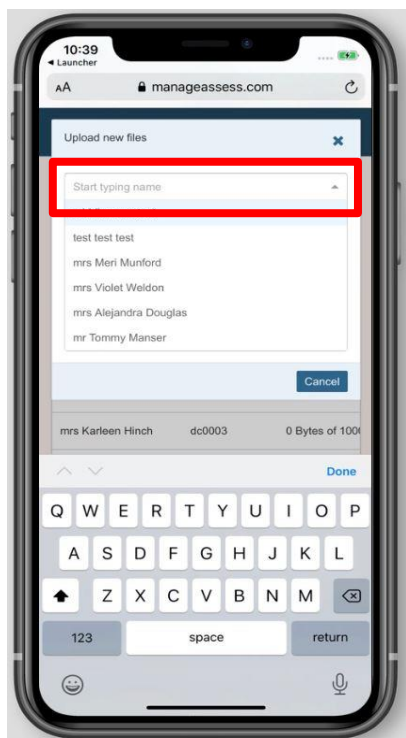 10:39
◀ Launcher
AA manageassess.com
Upload new files
Start typing name
test test test
mrs Meri Munford
mrs Violet Weldon
mrs Alejandra Douglas
mr Tommy Manser
Cancel
mrs Karleen Hinch dc0003 0 Bytes of 100
Done
Q W E R T Y U I O P
A S D F G H J K L
Z X C V B N M
123 space return